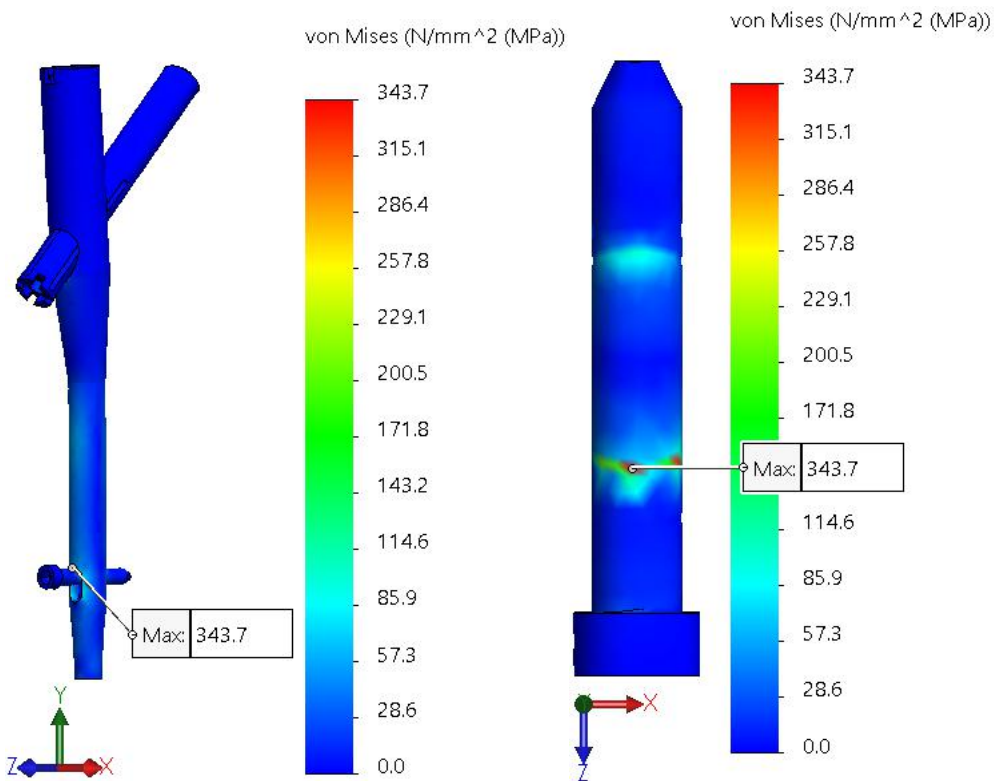 von Mises (N/mm^2 (MPa))
343.7
315.1
286.4
257.8
229.1
200.5
171.8
143.2
114.6
85.9
57.3
28.6
0.0
Max: 343.7
Y
Z
X
von Mises (N/mm^2 (MPa))
343.7
315.1
286.4
257.8
229.1
200.5
171.8
Max: 343.7
114.6
85.9
57.3
28.6
0.0
X
Z